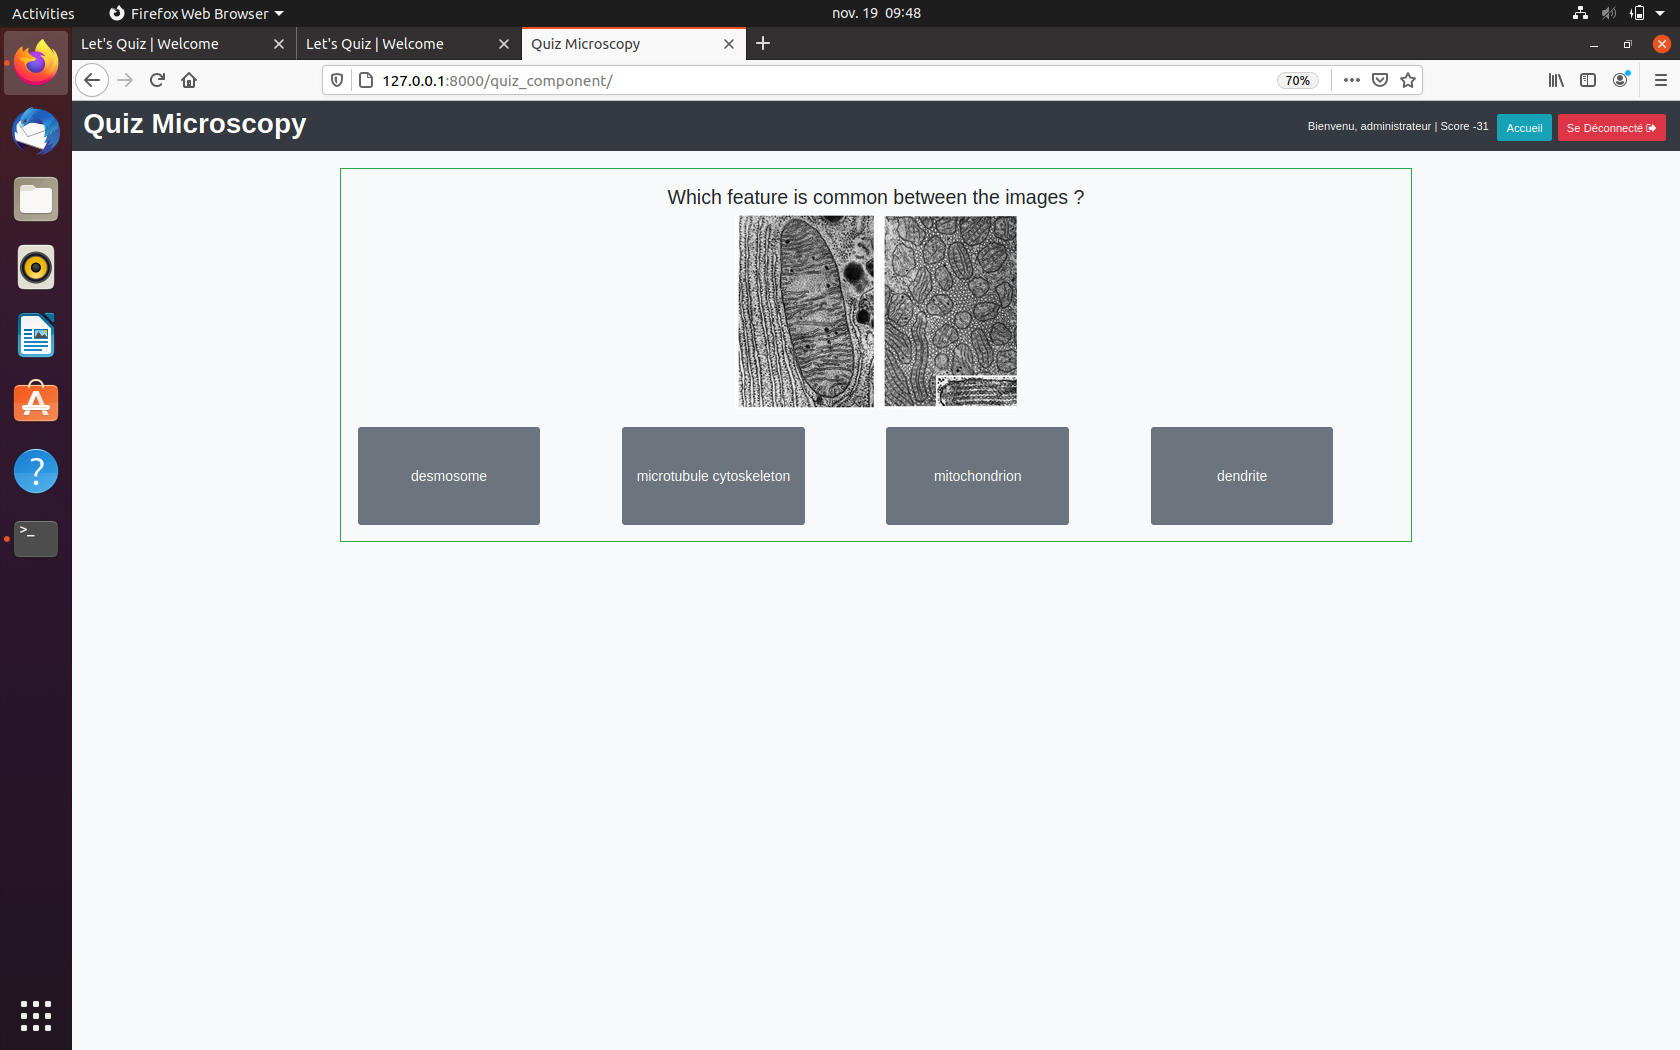 Activities
Firefox Web Browser
nov. 19 09:48
Let's Quiz | Welcome
Let's Quiz | Welcome
Quiz Microscopy
127.0.0.1:8000/quiz_component/
70%
Quiz Microscopy
Bienvenu, administrateur | Score -31
Accueil
Se Déconnecté
Which feature is common between the images ?
desmosome
microtubule cytoskeleton
mitochondrion
dendrite